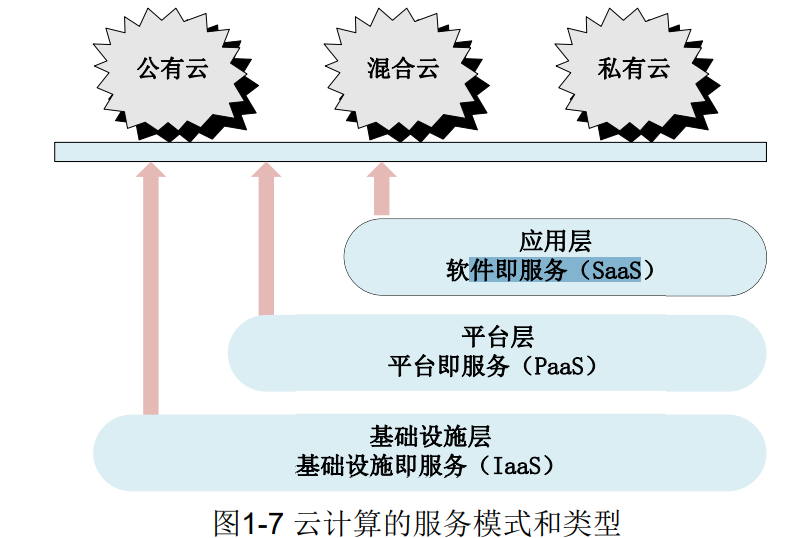 公有云
混合云
私有云
应用层
软件即服务（SaaS）
平台层
平台即服务（PaaS）
基础设施层
基础设施即服务（IaaS）
图1-7 云计算的服务模式和类型